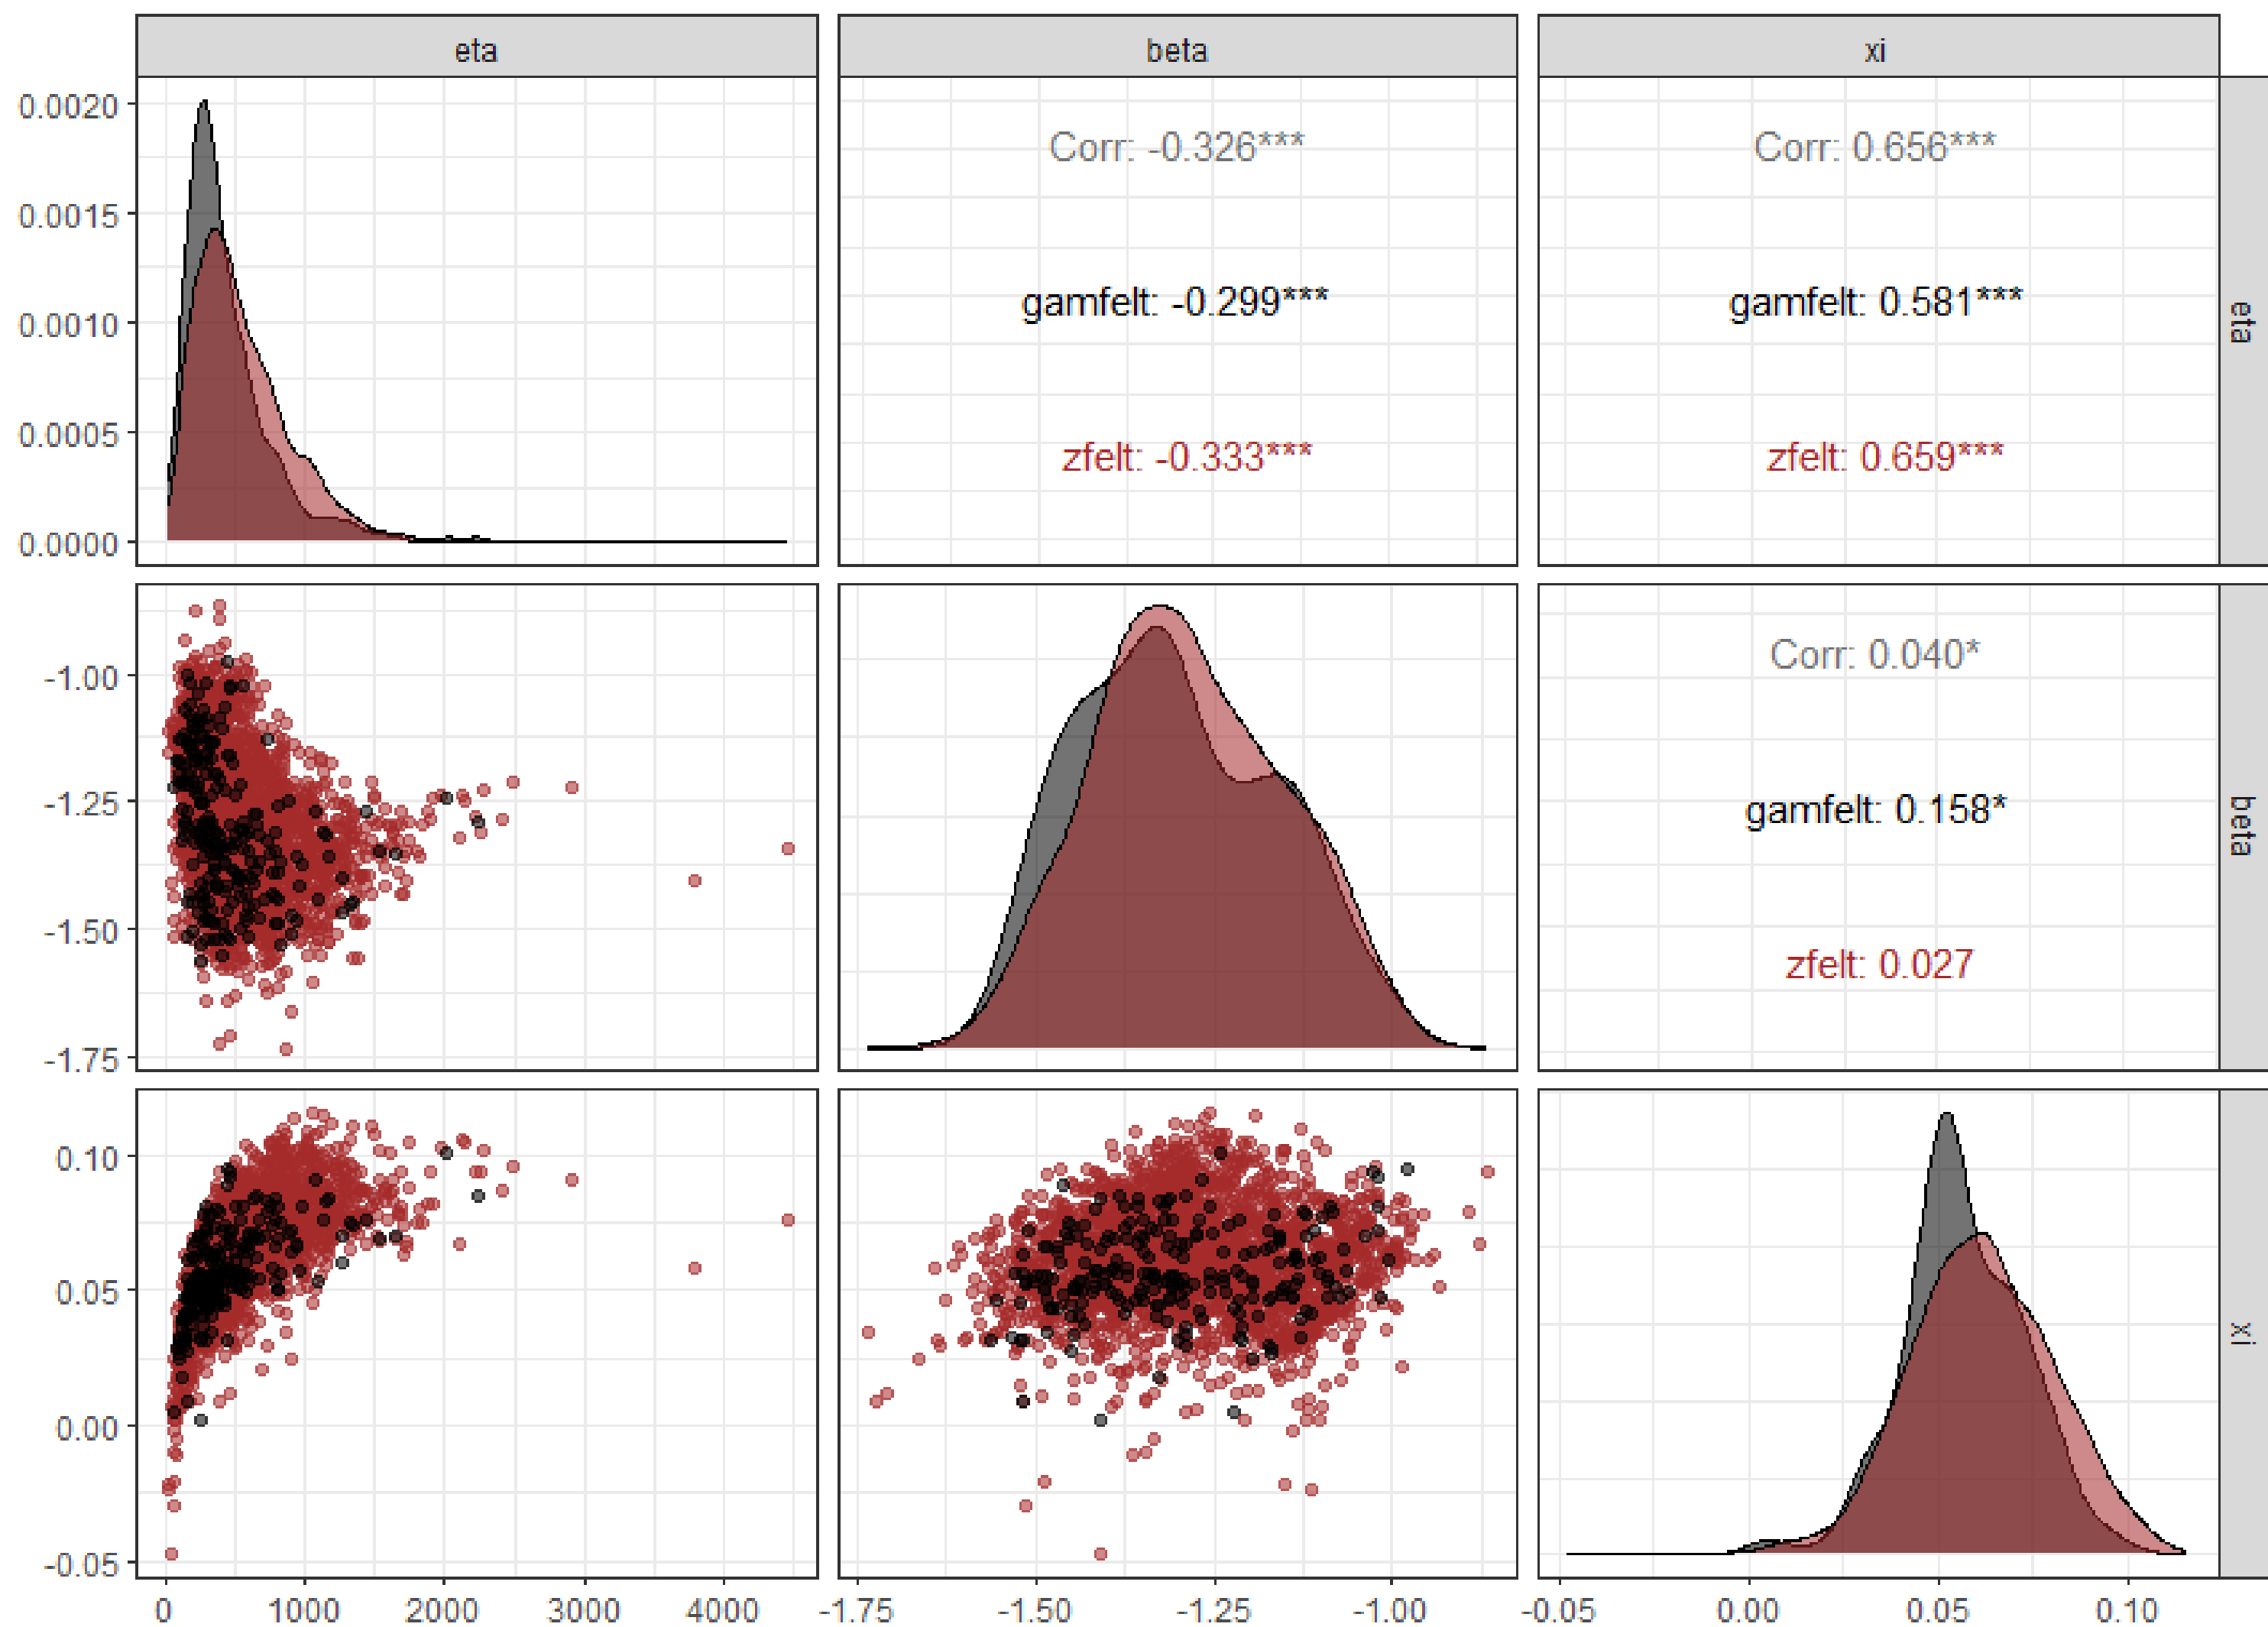 eta
beta
xi
0.0020
0.0015
0.0010
0.0005
0.0000
Corr: -0.326***
gamfelt: -0.299***
zfelt: -0.333***
Corr: 0.656***
gamfelt: 0.581***
zfelt: 0.659***
eta
-1.00
-1.25
-1.50
-1.75
Corr: 0.040*
gamfelt: 0.158*
zfelt: 0.027
beta
0.10
0.05
0.00
-0.05
xi
0
1000
2000
3000
4000
-1.75
-1.50
-1.25
-1.00
-0.05
0.00
0.05
0.10